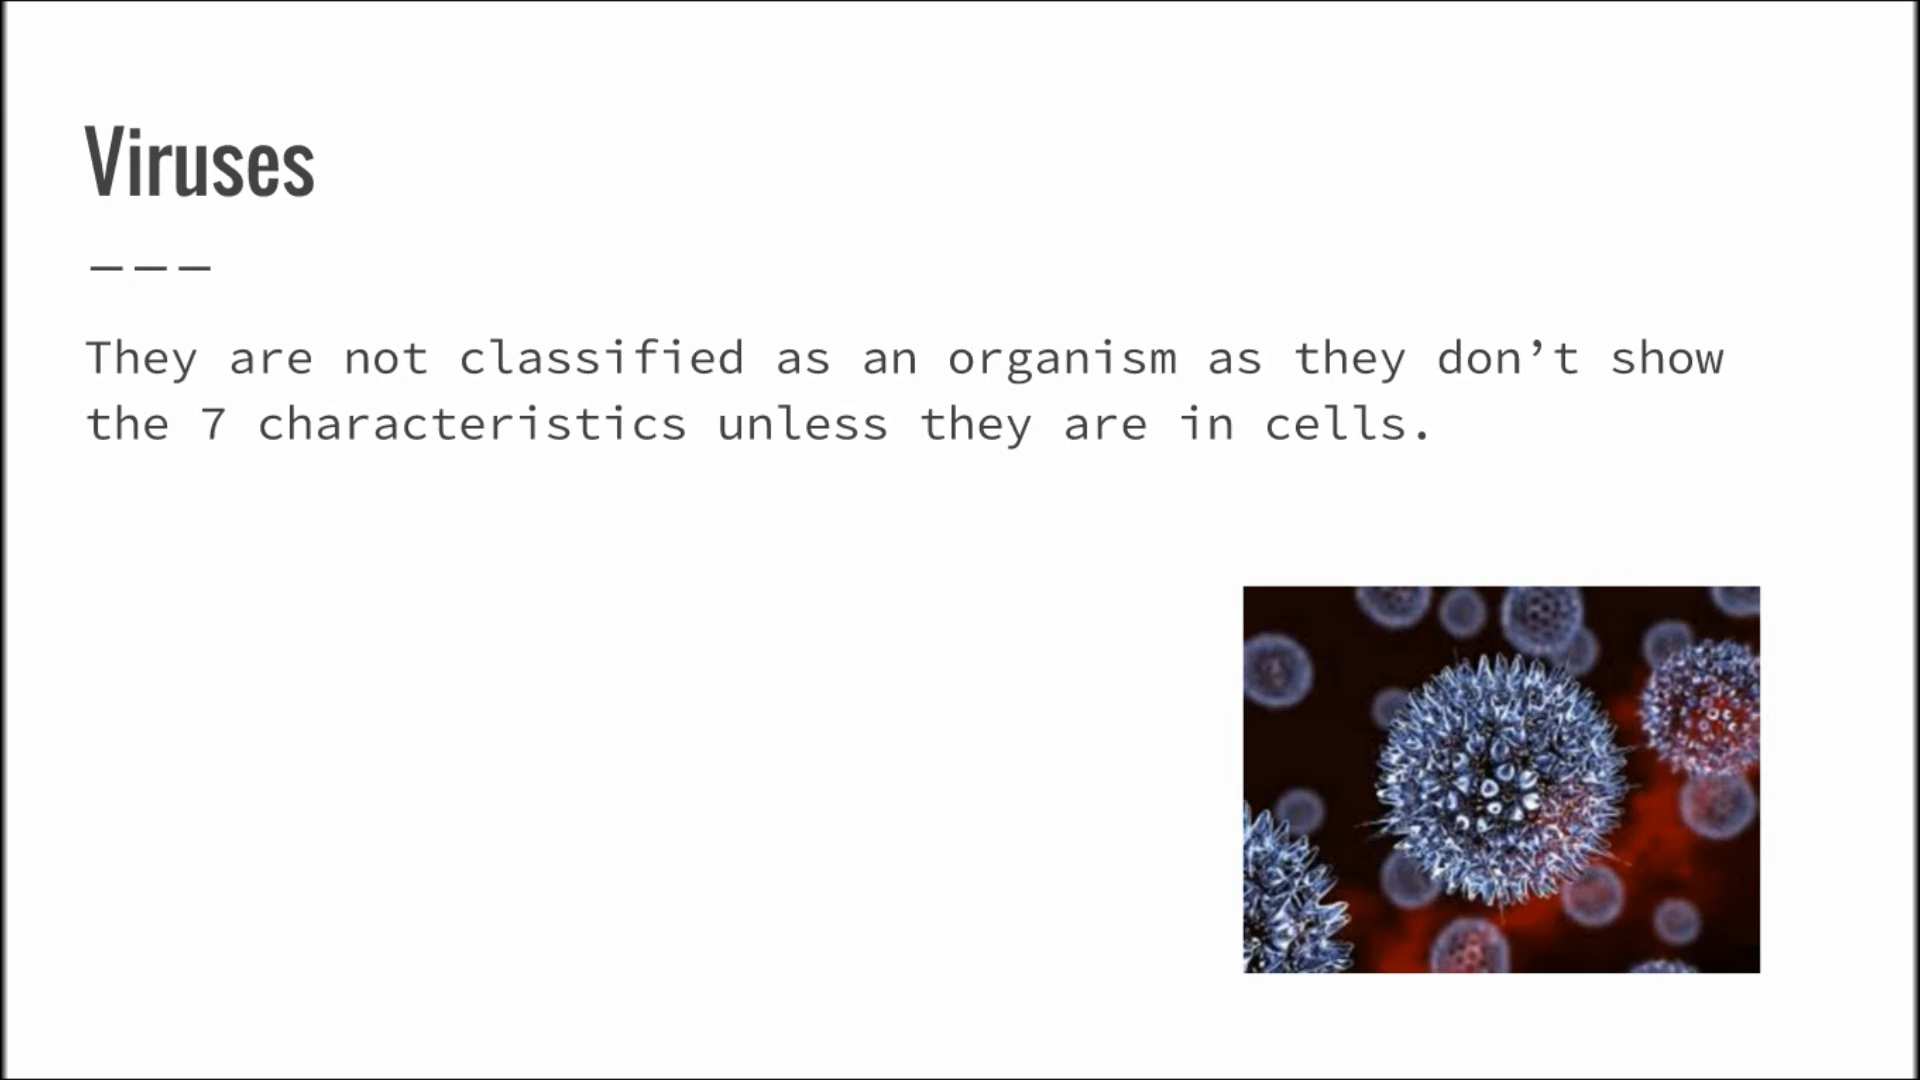 Viruses
They are not classified as an organism as they don’t show
the 7 characteristics unless they are in cells.